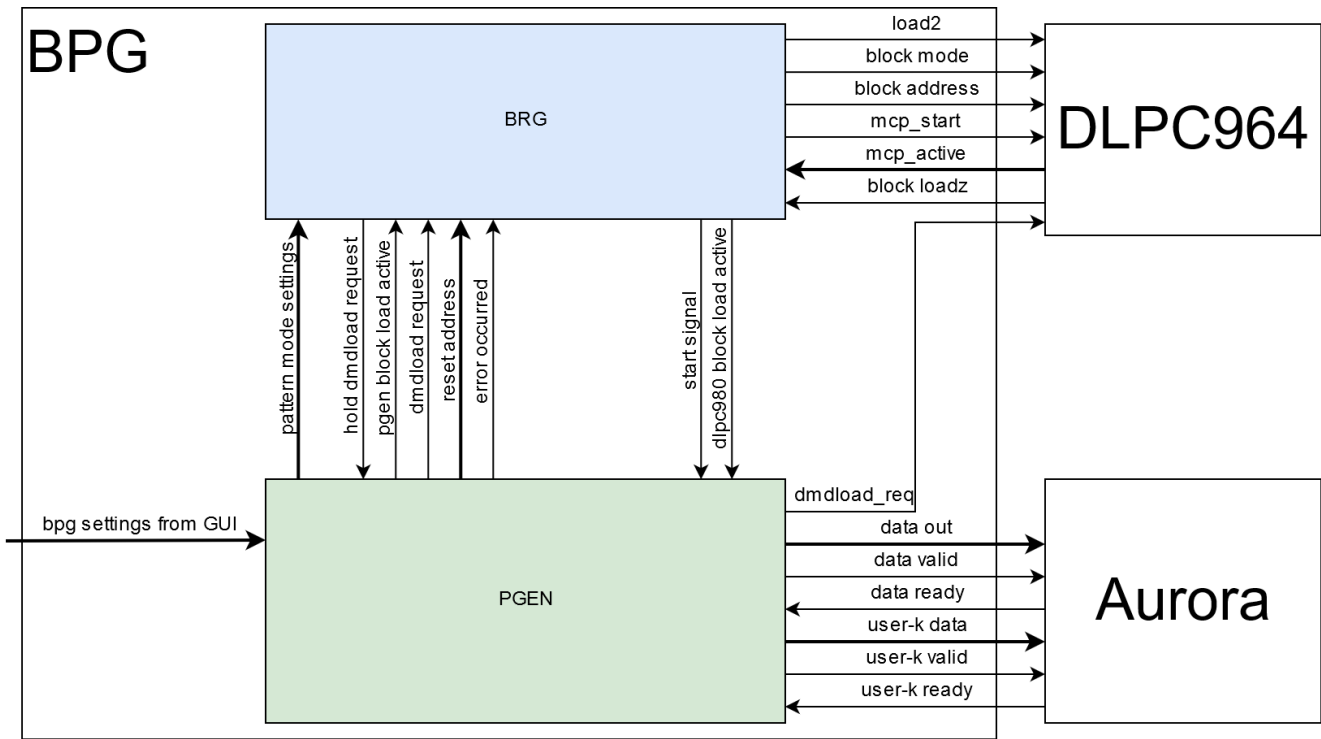 BPG
BRG
load2
block mode
block address
mcp_start
mcp_active
block loadz
DLPC964
pattern mode settings
hold dmdload request
pgen block load active
dmdload request
reset address
error occurred
start signal
dlpc980 block load active
bpg settings from GUI
PGEN
dmdload_req
data out
data valid
data ready
user-k data
user-k valid
user-k ready
Aurora